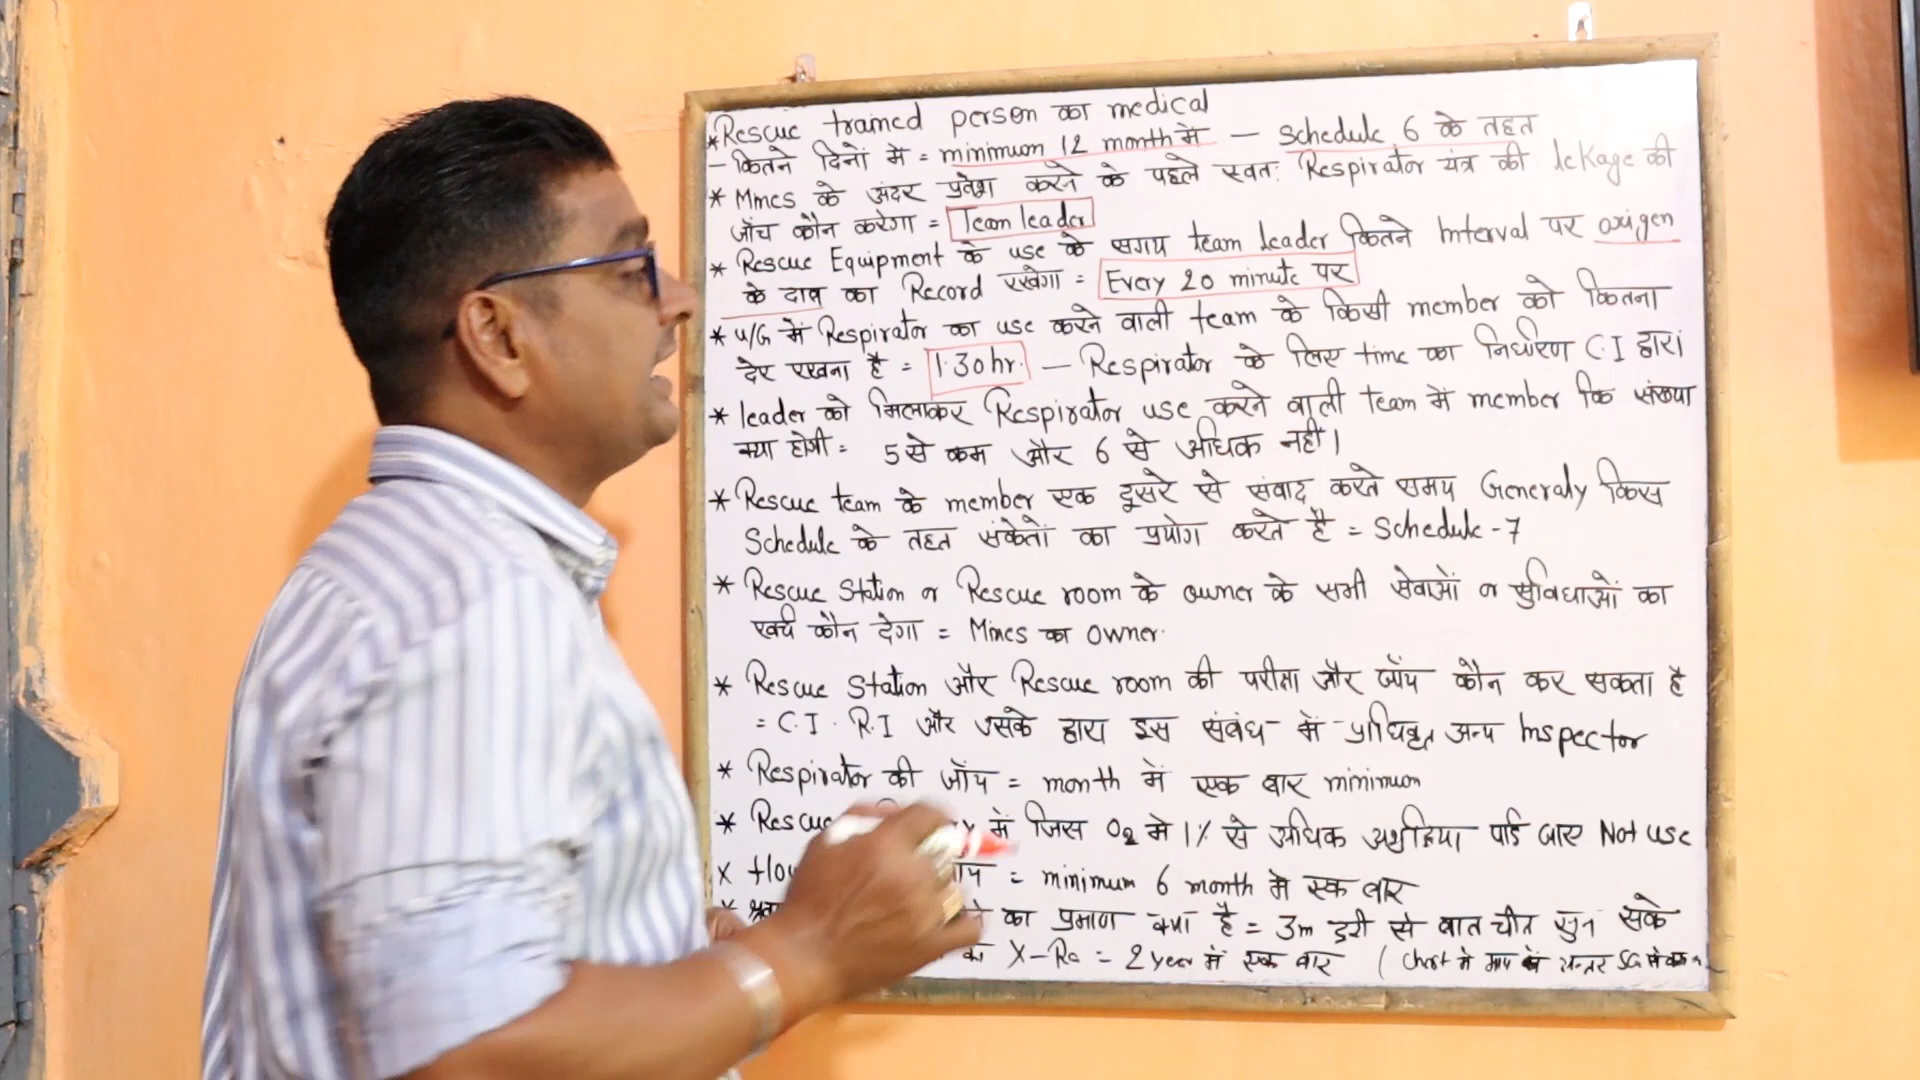 *Rescue trained person का medical
- कितने दिनों में = minimum 12 month में — Schedule 6 के तहत
* Mines के अंदर प्रवेश करने के पहले स्वत: Respirator यंत्र की lekage की
जाँच कौन करेगा = Team leader
* Rescue Equipment के use के समय team leader कितने Interval पर oxigen
के दाब का Record रखेगा = Every 20 minute पर
* U/G में Respirator का use करने वाली team के किसी member को कितना
देर रखना है = 1.30hr. — Respirator के लिए time का निर्धारण C.I द्वारा
* leader को मिलाकर Respirator use करने वाली team में member कि संख्या
क्या होगी = 5 से कम और 6 से अधिक नहीं।
* Rescue team के member एक दूसरे से संवाद करते समय Generaly किस
Schedule के तहत संकेतों का प्रयोग करते है = Schedule-7
* Rescue Station or Rescue room के owner के सभी सेवाओं or सुविधाओं का
खर्च कौन देगा = Mines का Owner.
* Rescue Station और Rescue room की परीक्षा और जाँच कौन कर सकता है
= C.I. R.I और उसके द्वारा इस संबंध में प्राधिकृत अन्य Inspector
* Respirator की जाँच = month में एक बार minimum
* Rescue में जिस O2 मे 1% से अधिक अशुद्धिया पाई जाए Not use
* = minimum 6 month मे एक बार
का प्रमाण क्या है = 3m दुरी से बात चीत सुन सके
का X-Ra = 2 year में एक बार (Chest मे